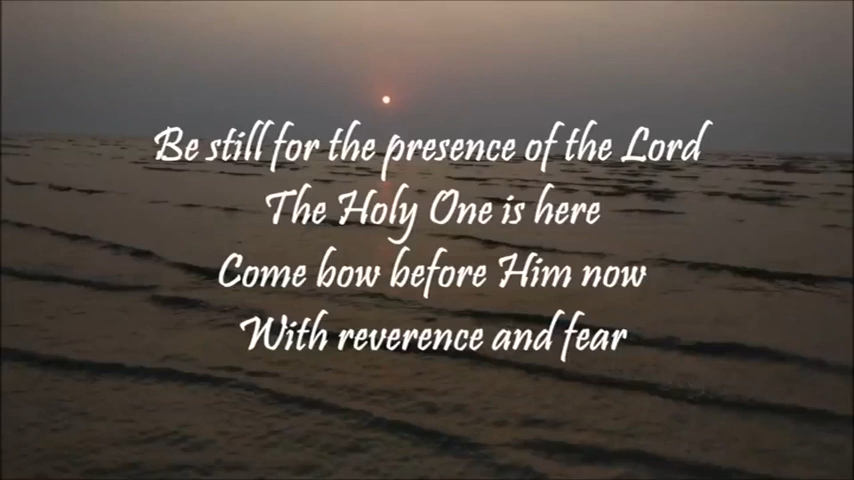 Be still for the presence of the Lord
The Holy One is here
Come bow before Him now
With reverence and fear